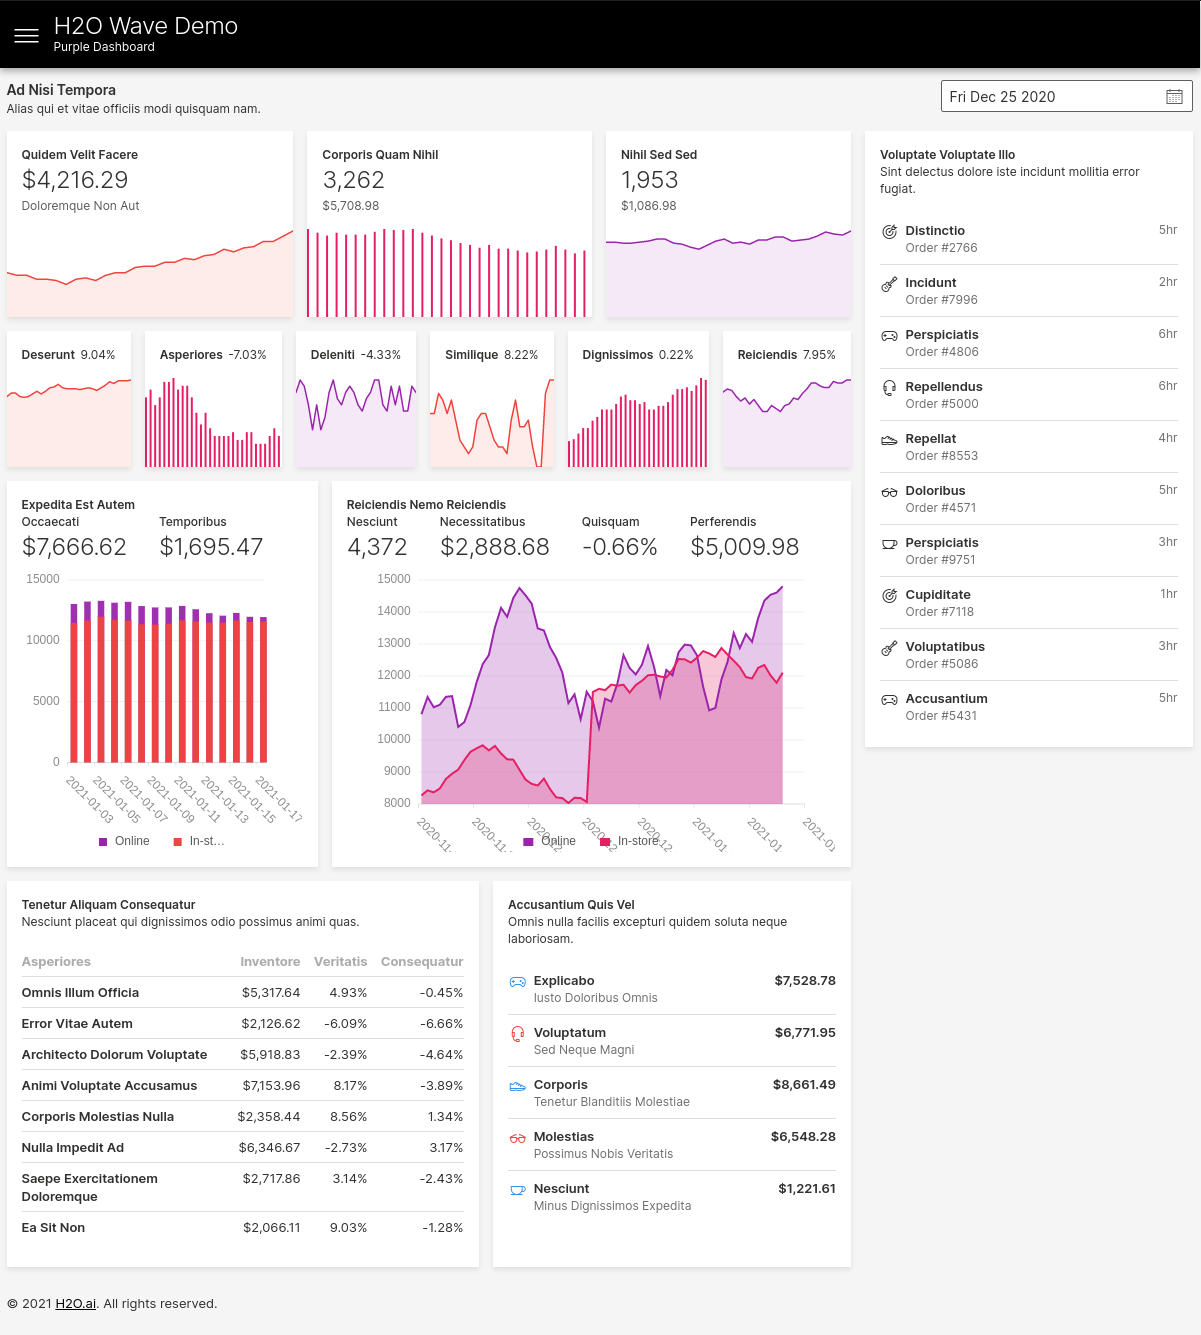 H2O Wave Demo
Purple Dashboard
Ad Nisi Tempora
Alias qui et vitae officiis modi quisquam nam.
Fri Dec 25 2020
Quidem Velit Facere
$4,216.29
Doloremque Non Aut
Corporis Quam Nihil
3,262
$5,708.98
Nihil Sed Sed
1,953
$1,086.98
Deserunt 9.04%
Asperiores -7.03%
Deleniti -4.33%
Similique 8.22%
Dignissimos 0.22%
Reiciendis 7.95%
Expedita Est Autem
Occaecati Temporibus
$7,666.62 $1,695.47
15000
10000
5000
0
2021-01-03 2021-01-05 2021-01-07 2021-01-09 2021-01-11 2021-01-13 2021-01-15 2021-01-17
Online In-st…
Reiciendis Nemo Reiciendis
Nesciunt Necessitatibus Quisquam Perferdendis
4,372 $2,888.68 -0.66% $5,009.98
15000
14000
13000
12000
11000
10000
9000
8000
2020-11- 2020-11- 2020-12 2020-12 2020-12 2021-01 2021-01 2021-01
Online In-store
Voluptate Voluptate Illo
Sint delectus dolore iste incidunt mollitia error
fugiat.
Distinctio 5hr
Order #2766
Incidunt 2hr
Order #7996
Perspiciatis 6hr
Order #4806
Repellendus 6hr
Order #5000
Repellat 4hr
Order #8553
Doloribus 5hr
Order #4571
Perspiciatis 3hr
Order #9751
Cupiditate 1hr
Order #7118
Voluptatibus 3hr
Order #5086
Accusantium 5hr
Order #5431
Tenetur Aliquam Consequatur
Nesciunt placeat qui dignissimos odio possimus animi quas.
Asperiores Inventore Veritatis Consequatur
Omnis Illum Officia $5,317.64 4.93% -0.45%
Error Vitae Autem $2,126.62 -6.09% -6.66%
Architecto Dolorum Voluptate $5,918.83 -2.39% -4.64%
Animi Voluptate Accusamus $7,153.96 8.17% -3.89%
Corporis Molestias Nulla $2,358.44 8.56% 1.34%
Nulla Impedit Ad $6,346.67 -2.73% 3.17%
Saepe Exercitationem
Doloremque $2,717.86 3.14% -2.43%
Ea Sit Non $2,066.11 9.03% -1.28%
Accusantium Quis Vel
Omnis nulla facilis excepturi quidem soluta neque
laboriosam.
Explicabo $7,528.78
Iusto Doloribus Omnis
Voluptatum $6,771.95
Sed Neque Magni
Corporis $8,661.49
Tenetur Blanditiis Molestiae
Molestias $6,548.28
Possimus Nobis Veritatis
Nesciunt $1,221.61
Minus Dignissimos Expedita
© 2021 H2O.ai. All rights reserved.